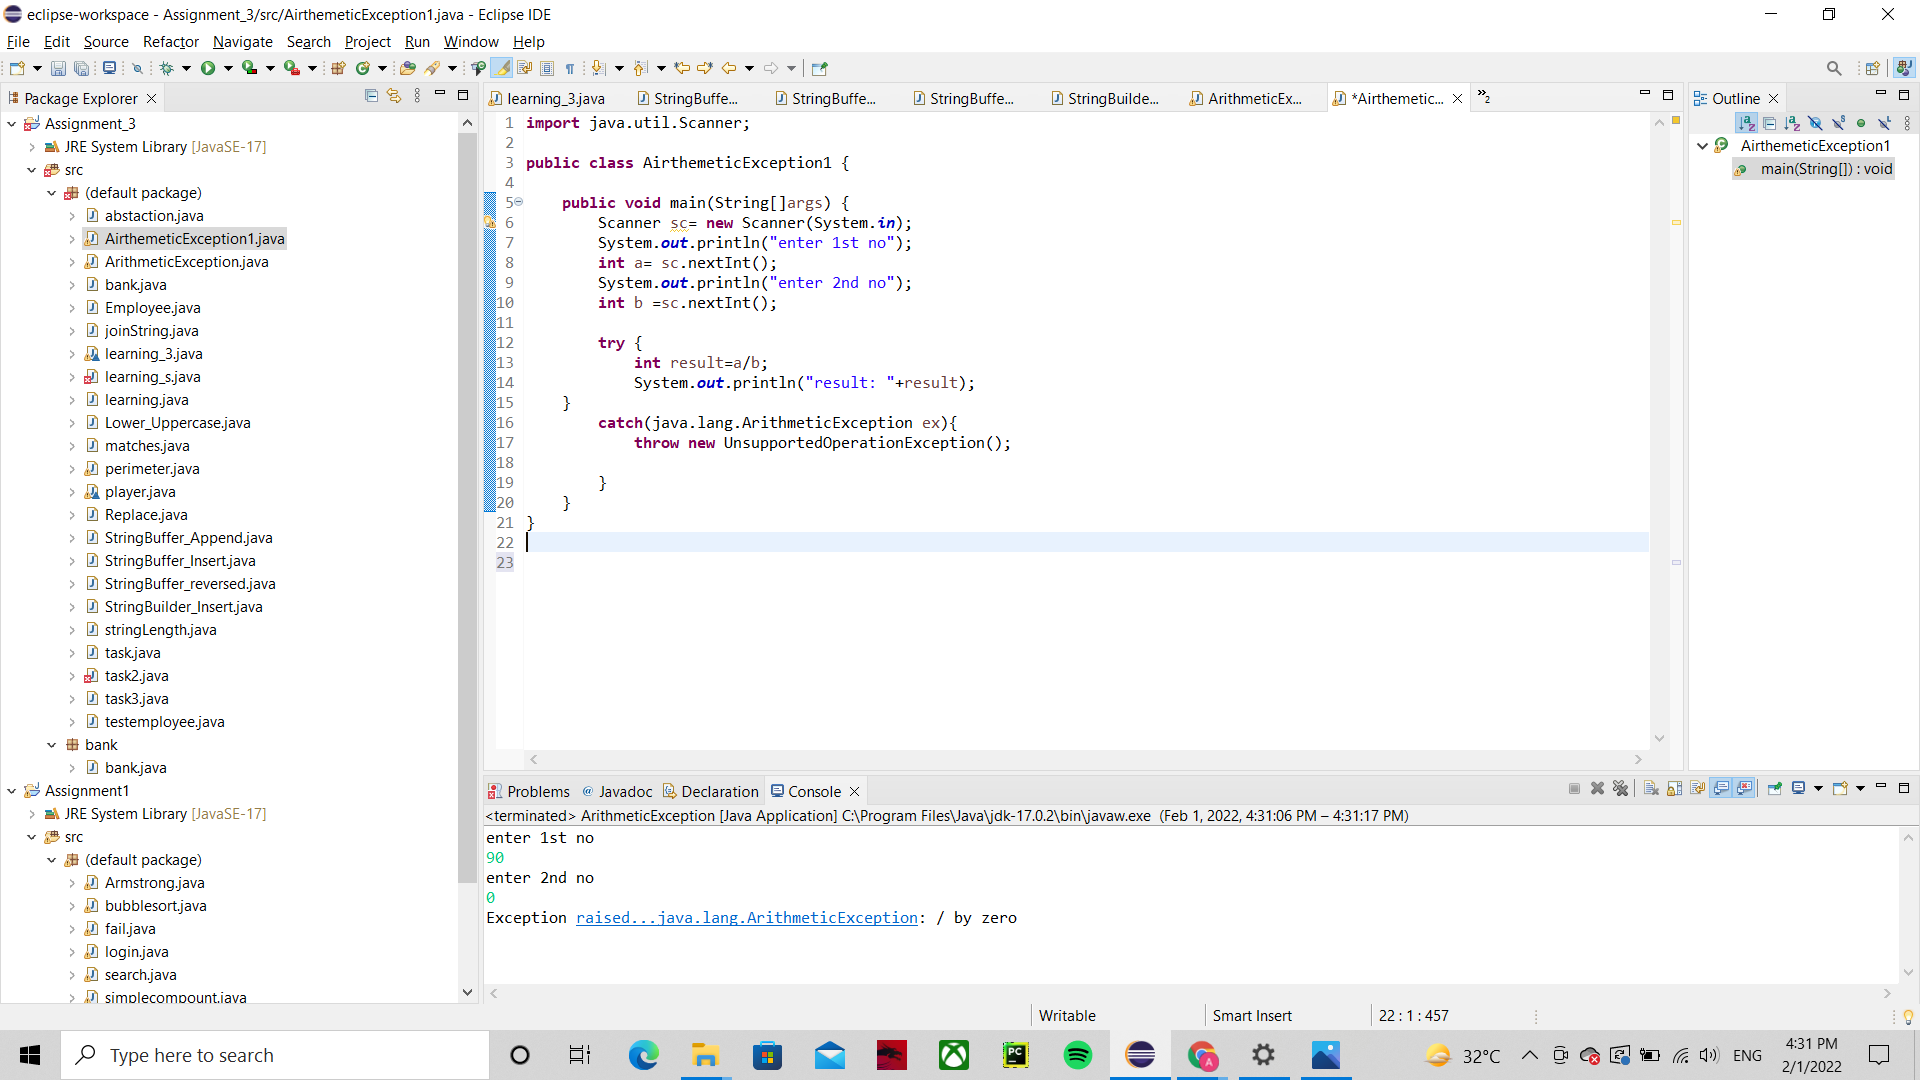 eclipse-workspace - Assignment_3/src/AirthemeticException1.java - Eclipse IDE
File Edit Source Refactor Navigate Search Project Run Window Help
Package Explorer
Assignment_3
JRE System Library [JavaSE-17]
src
(default package)
abstaction.java
AirthemeticException1.java
ArithmeticException.java
bank.java
Employee.java
joinString.java
learning_3.java
learning_s.java
learning.java
Lower_Uppercase.java
matches.java
perimeter.java
player.java
Replace.java
StringBuffer_Append.java
StringBuffer_Insert.java
StringBuffer_reversed.java
StringBuilder_Insert.java
stringLength.java
task.java
task2.java
task3.java
testemployee.java
bank
bank.java
Assignment1
JRE System Library [JavaSE-17]
src
(default package)
Armstrong.java
bubblesort.java
fail.java
login.java
search.java
simplecompount.java
learning_3.java StringBuffe... StringBuffe... StringBuffe... StringBuilde... ArithmeticEx... *Airthemetic... 2
1 import java.util.Scanner;
2
3 public class AirthemeticException1 {
4
5 public void main(String[]args) {
6 Scanner sc= new Scanner(System.in);
7 System.out.println("enter 1st no");
8 int a= sc.nextInt();
9 System.out.println("enter 2nd no");
10 int b =sc.nextInt();
11
12 try {
13 int result=a/b;
14 System.out.println("result: "+result);
15 }
16 catch(java.lang.ArithmeticException ex){
17 throw new UnsupportedOperationException();
18
19 }
20 }
21 }
22
23
Outline
AirthemeticException1
main(String[]) : void
Problems Javadoc Declaration Console
<terminated> ArithmeticException [Java Application] C:\Program Files\Java\jdk-17.0.2\bin\javaw.exe (Feb 1, 2022, 4:31:06 PM – 4:31:17 PM)
enter 1st no
90
enter 2nd no
0
Exception raised...java.lang.ArithmeticException: / by zero
Writable Smart Insert 22 : 1 : 457
Type here to search
PC
A
32°C
ENG
4:31 PM
2/1/2022